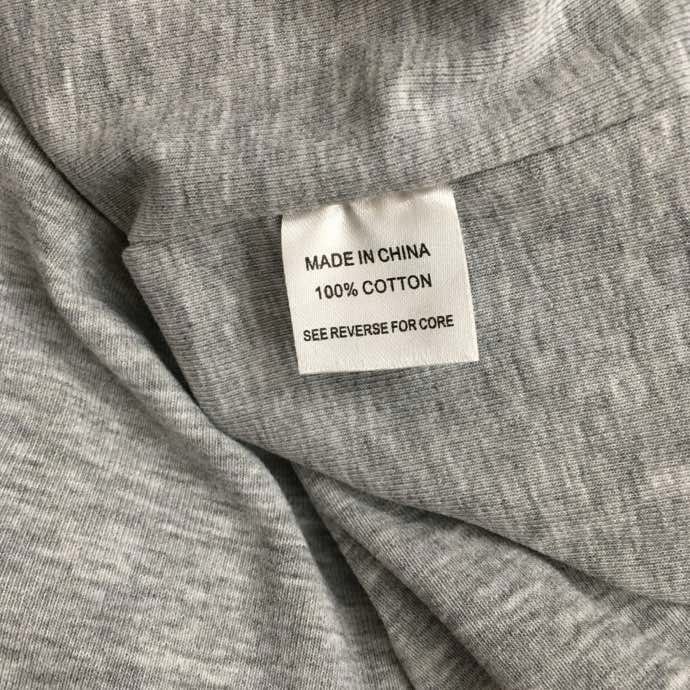 MADE IN CHINA
100% COTTON
SEE REVERSE FOR CORE